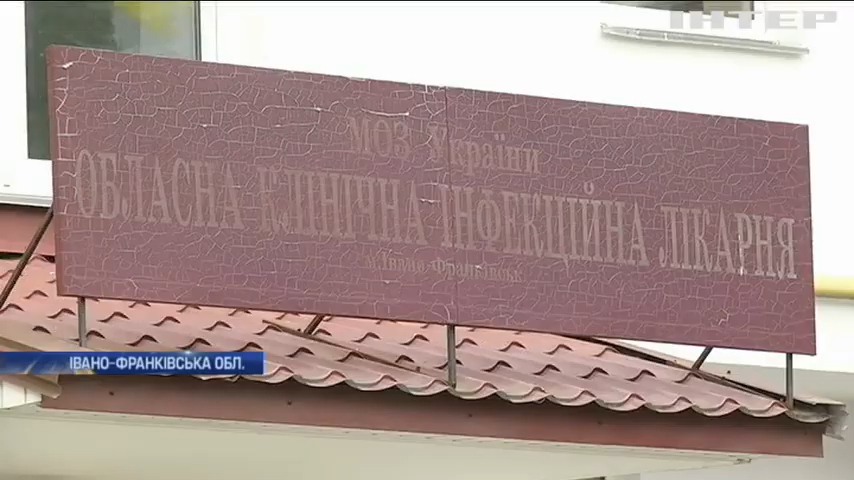 ІНТЕР
МОЗ України
ОБЛАСНА КЛІНІЧНА ІНФЕКЦІЙНА ЛІКАРНЯ
м.Івано-Франківськ
ІВАНО-ФРАНКІВСЬКА ОБЛ.